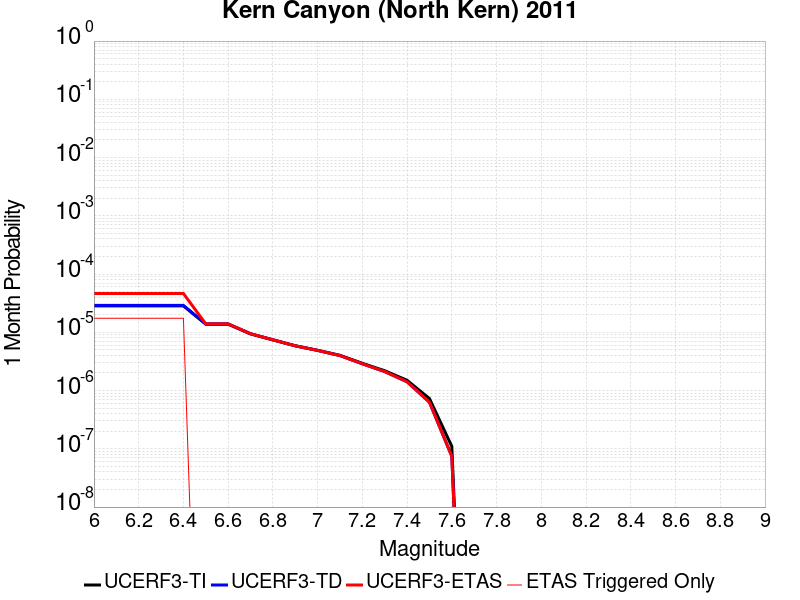 Kern Canyon (North Kern) 2011
10^0
10^-1
10^-2
10^-3
10^-4
10^-5
10^-6
10^-7
10^-8
1 Month Probability
6 6.2 6.4 6.6 6.8 7 7.2 7.4 7.6 7.8 8 8.2 8.4 8.6 8.8 9
Magnitude
UCERF3-TI UCERF3-TD UCERF3-ETAS ETAS Triggered Only